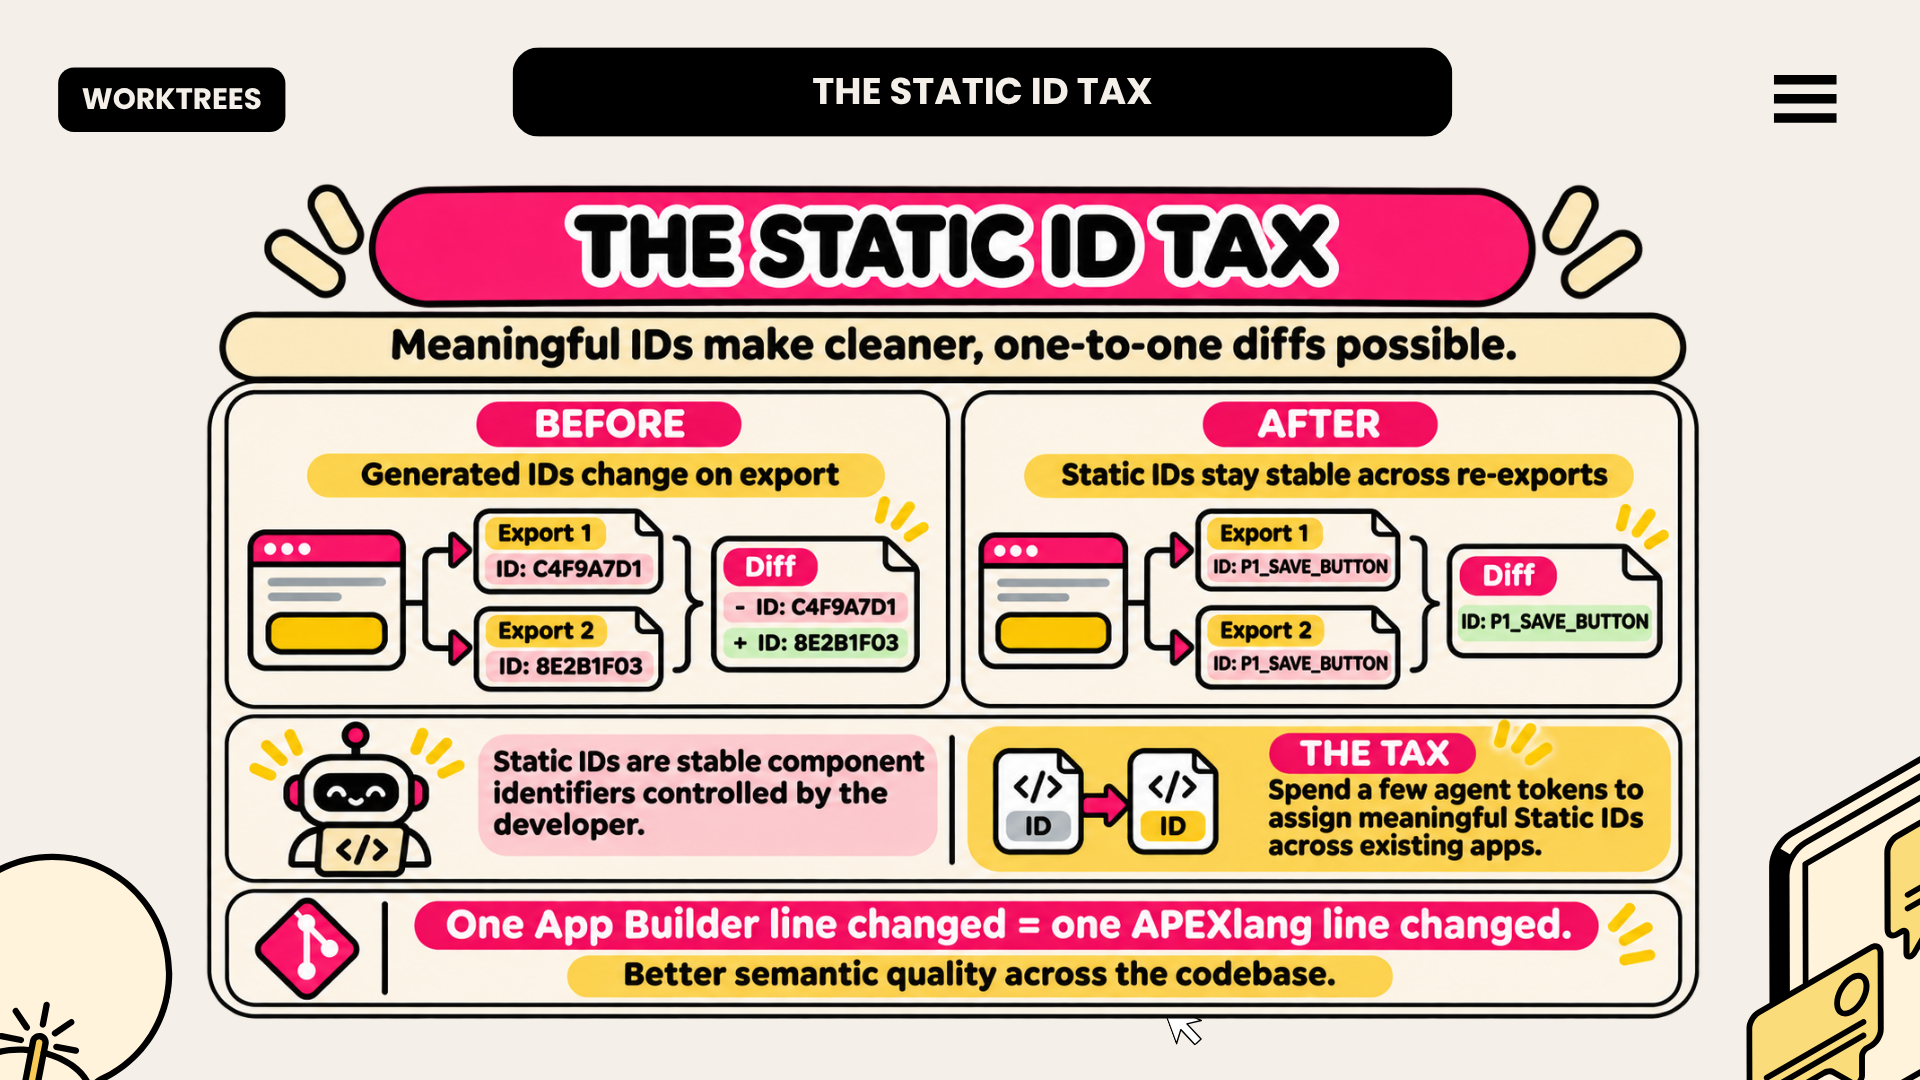 WORKTREES
THE STATIC ID TAX
THE STATIC ID TAX
Meaningful IDs make cleaner, one-to-one diffs possible.
BEFORE
Generated IDs change on export
Export 1
ID: C4F9A7D1
Export 2
ID: 8E2B1F03
Diff
- ID: C4F9A7D1
+ ID: 8E2B1F03
AFTER
Static IDs stay stable across re-exports
Export 1
ID: P1_SAVE_BUTTON
Export 2
ID: P1_SAVE_BUTTON
Diff
ID: P1_SAVE_BUTTON
</>
Static IDs are stable component
identifiers controlled by the
developer.
</>
ID
</>
ID
THE TAX
Spend a few agent tokens to
assign meaningful Static IDs
across existing apps.
One App Builder line changed = one APEXlang line changed.
Better semantic quality across the codebase.